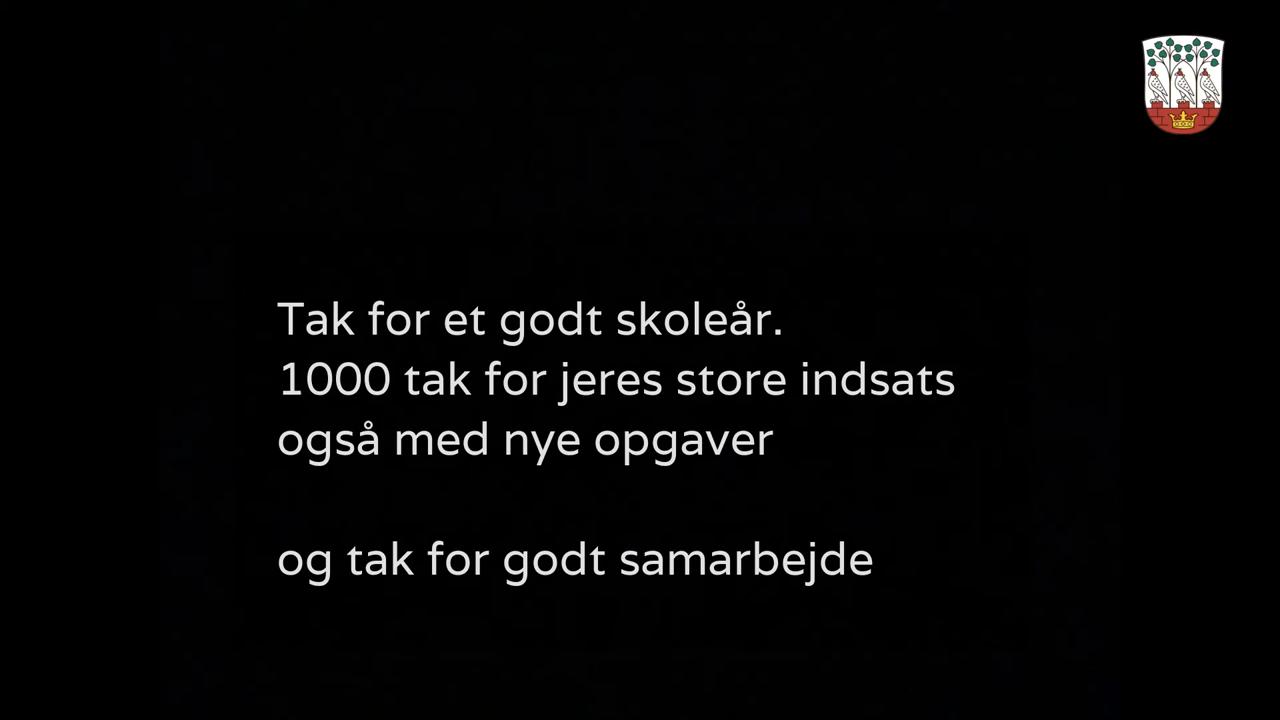 Tak for et godt skoleår.
1000 tak for jeres store indsats
også med nye opgaver
og tak for godt samarbejde